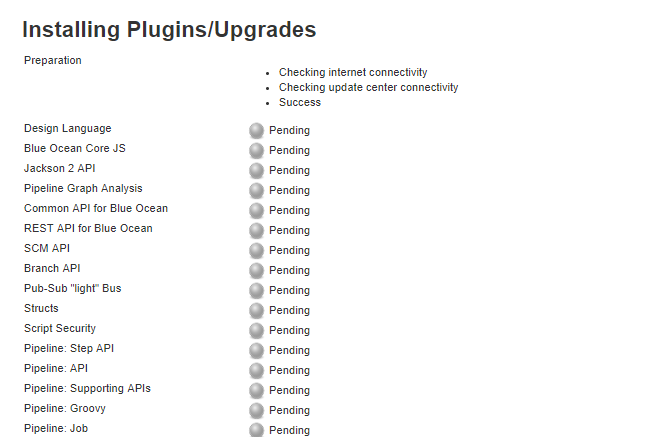 Installing Plugins/Upgrades
Preparation
Checking internet connectivity
Checking update center connectivity
Success
Design Language Pending
Blue Ocean Core JS Pending
Jackson 2 API Pending
Pipeline Graph Analysis Pending
Common API for Blue Ocean Pending
REST API for Blue Ocean Pending
SCM API Pending
Branch API Pending
Pub-Sub "light" Bus Pending
Structs Pending
Script Security Pending
Pipeline: Step API Pending
Pipeline: API Pending
Pipeline: Supporting APIs Pending
Pipeline: Groovy Pending
Pipeline: Job Pending